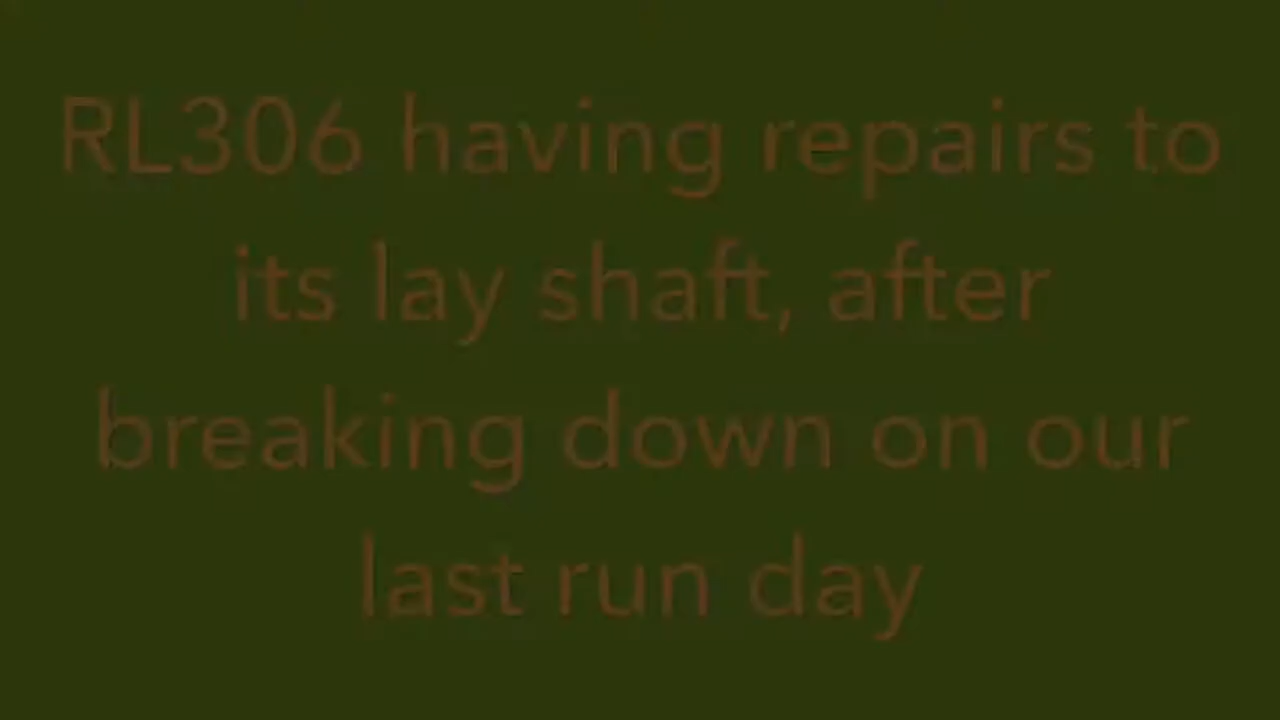 RL306 having repairs to
its lay shaft, after
breaking down on our
last run day